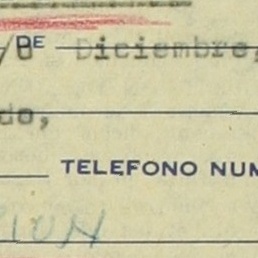 DE Diciembre,
do,
TELEFONO NUM